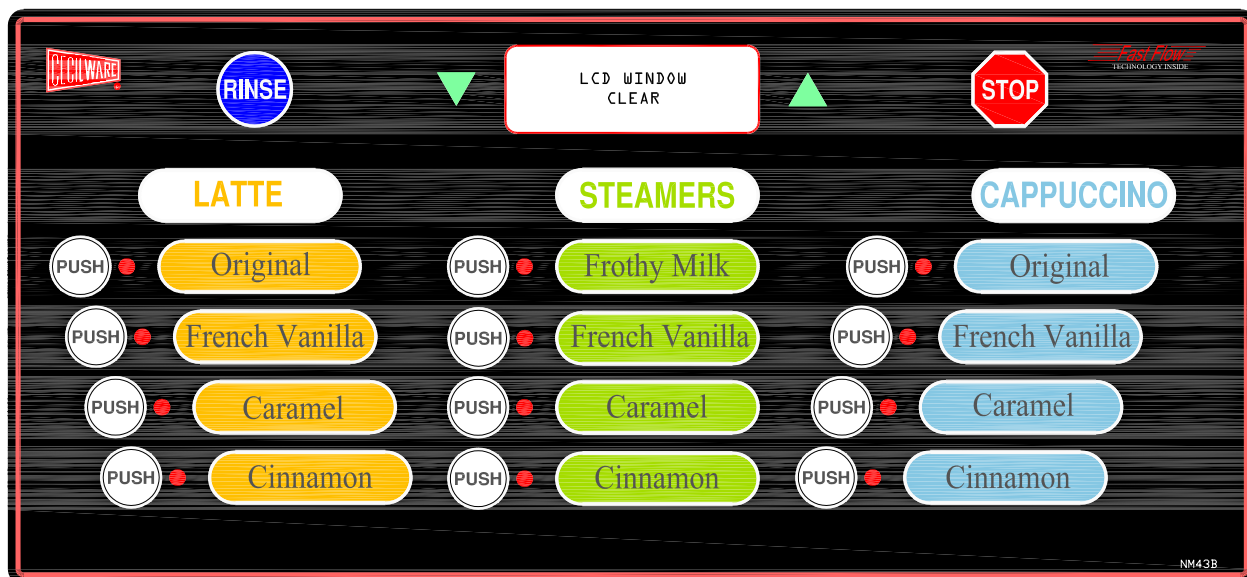 CECILWARE
RINSE
LCD WINDOW
CLEAR
STOP
Fast Flow
TECHNOLOGY INSIDE
LATTE
STEAMERS
CAPPUCCINO
PUSH Original
PUSH Frothy Milk
PUSH Original
PUSH French Vanilla
PUSH French Vanilla
PUSH French Vanilla
PUSH Caramel
PUSH Caramel
PUSH Caramel
PUSH Cinnamon
PUSH Cinnamon
PUSH Cinnamon
NM43B